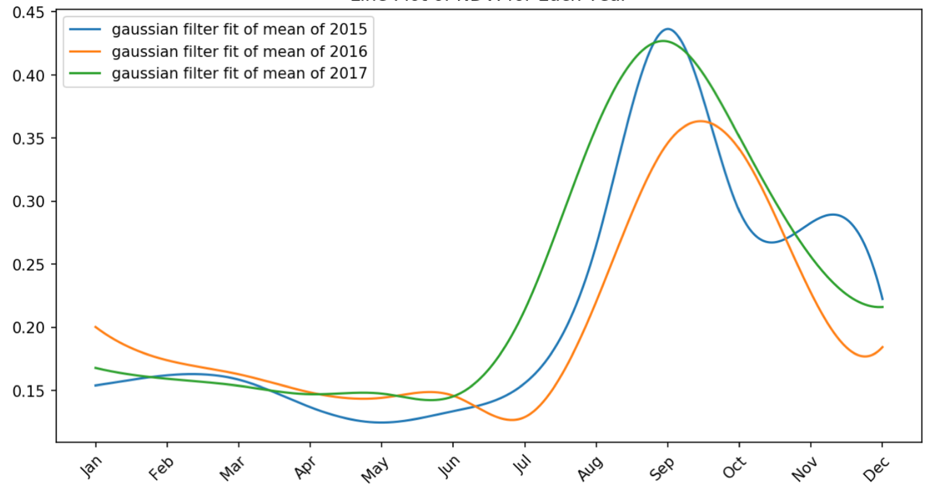 0.45
gaussian filter fit of mean of 2015
gaussian filter fit of mean of 2016
gaussian filter fit of mean of 2017
0.40
0.35
0.30
0.25
0.20
0.15
Jan Feb Mar Apr May Jun Jul Aug Sep Oct Nov Dec